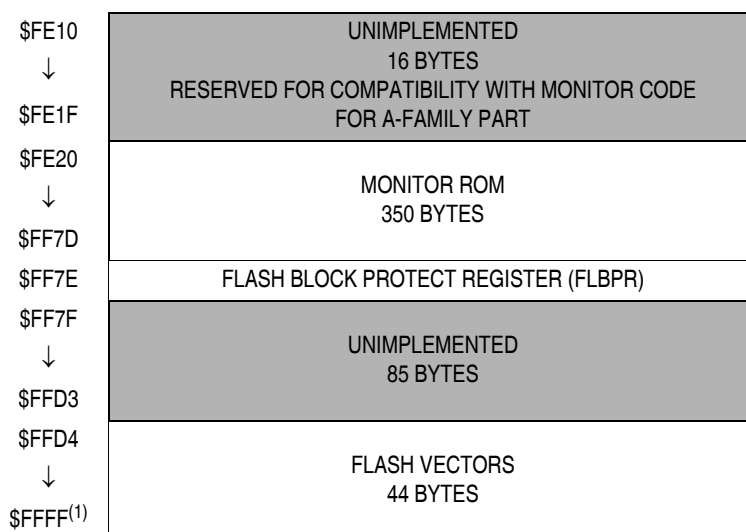 $FE10
↓
$FE1F
UNIMPLEMENTED
16 BYTES
RESERVED FOR COMPATIBILITY WITH MONITOR CODE
FOR A-FAMILY PART
$FE20
↓
$FF7D
MONITOR ROM
350 BYTES
$FF7E
FLASH BLOCK PROTECT REGISTER (FLBPR)
$FF7F
↓
$FFD3
UNIMPLEMENTED
85 BYTES
$FFD4
↓
$FFFF(1)
FLASH VECTORS
44 BYTES